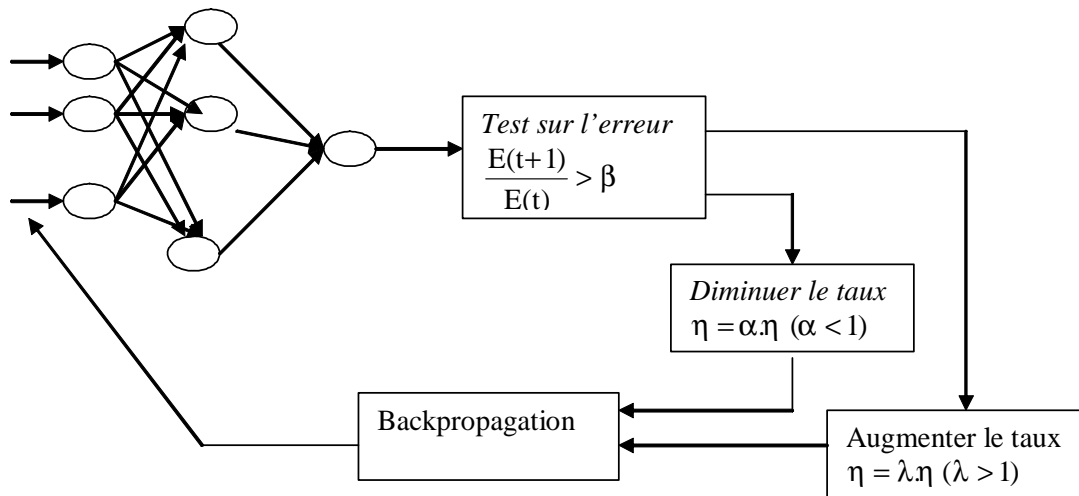 Test sur l'erreur
E(t+1)
E(t)
> β
Diminuer le taux
η = α.η (α < 1)
Backpropagation
Augmenter le taux
η = λ.η (λ > 1)